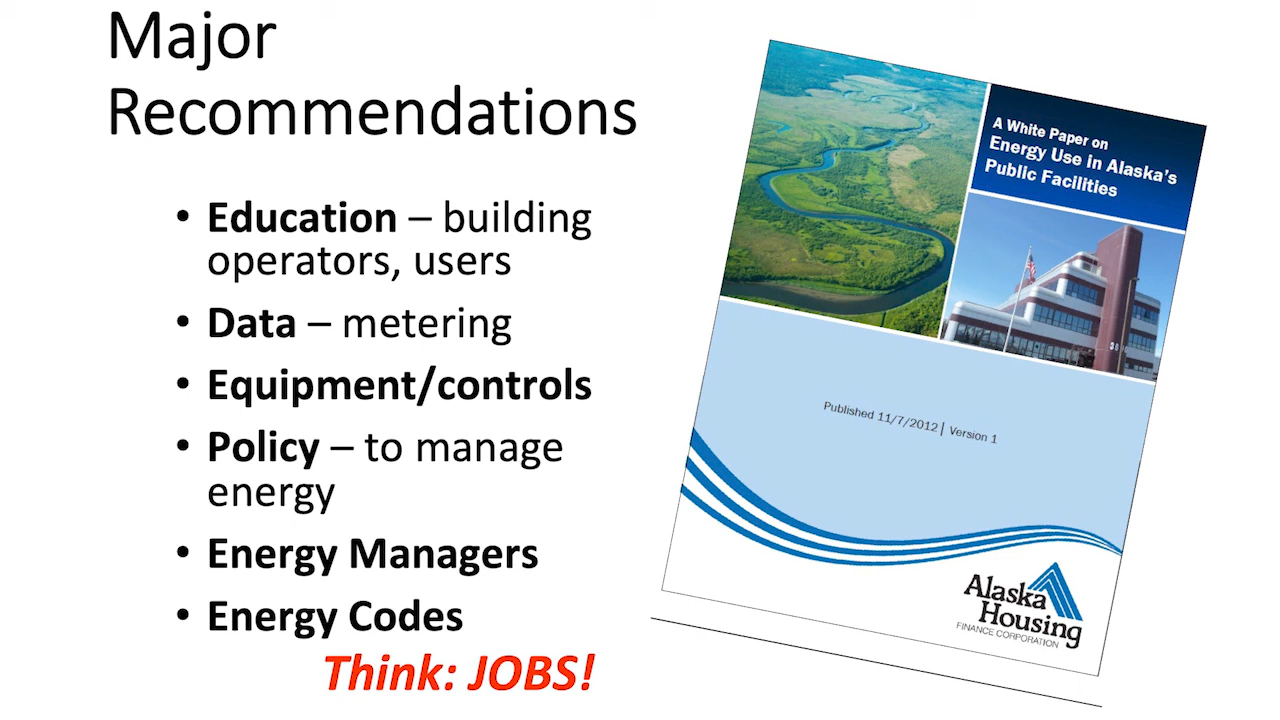 Major
Recommendations
• Education – building
operators, users
• Data – metering
• Equipment/controls
• Policy – to manage
energy
• Energy Managers
• Energy Codes
Think: JOBS!
A White Paper on
Energy Use in Alaska's
Public Facilities
Published 11/7/2012| Version 1
Alaska
Housing
FINANCE CORPORATION